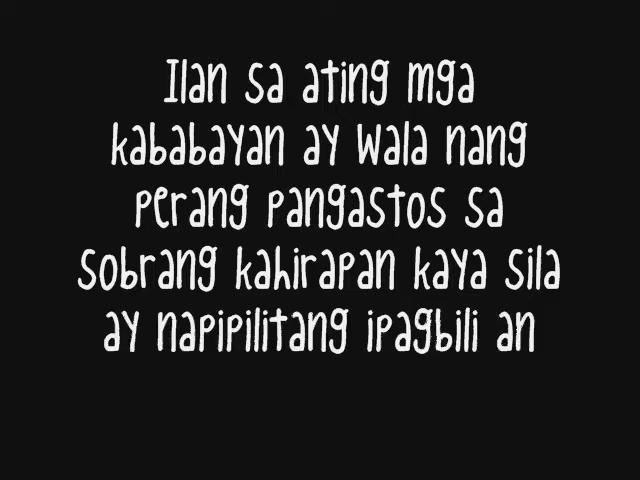 Ilan sa ating mga
kababayan ay wala nang
perang pangastos sa
sobrang kahirapan kaya sila
ay napipilitang ipagbili an